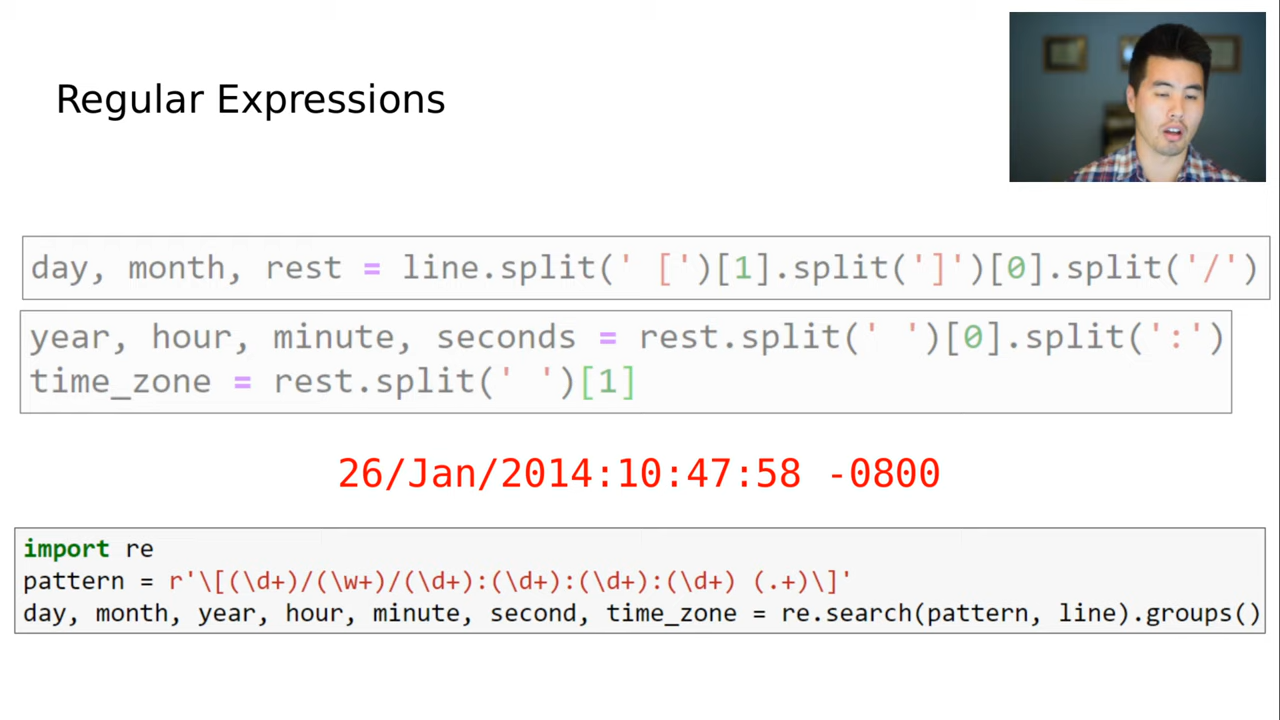 Regular Expressions
day, month, rest = line.split(' [')[1].split(']')[0].split('/')
year, hour, minute, seconds = rest.split(' ')[0].split(':')
time_zone = rest.split(' ')[1]
26/Jan/2014:10:47:58 -0800
import re
pattern = r'\[(\d+)/(\w+)/(\d+):(\d+):(\d+):(\d+) (.+)\]'
day, month, year, hour, minute, second, time_zone = re.search(pattern, line).groups()